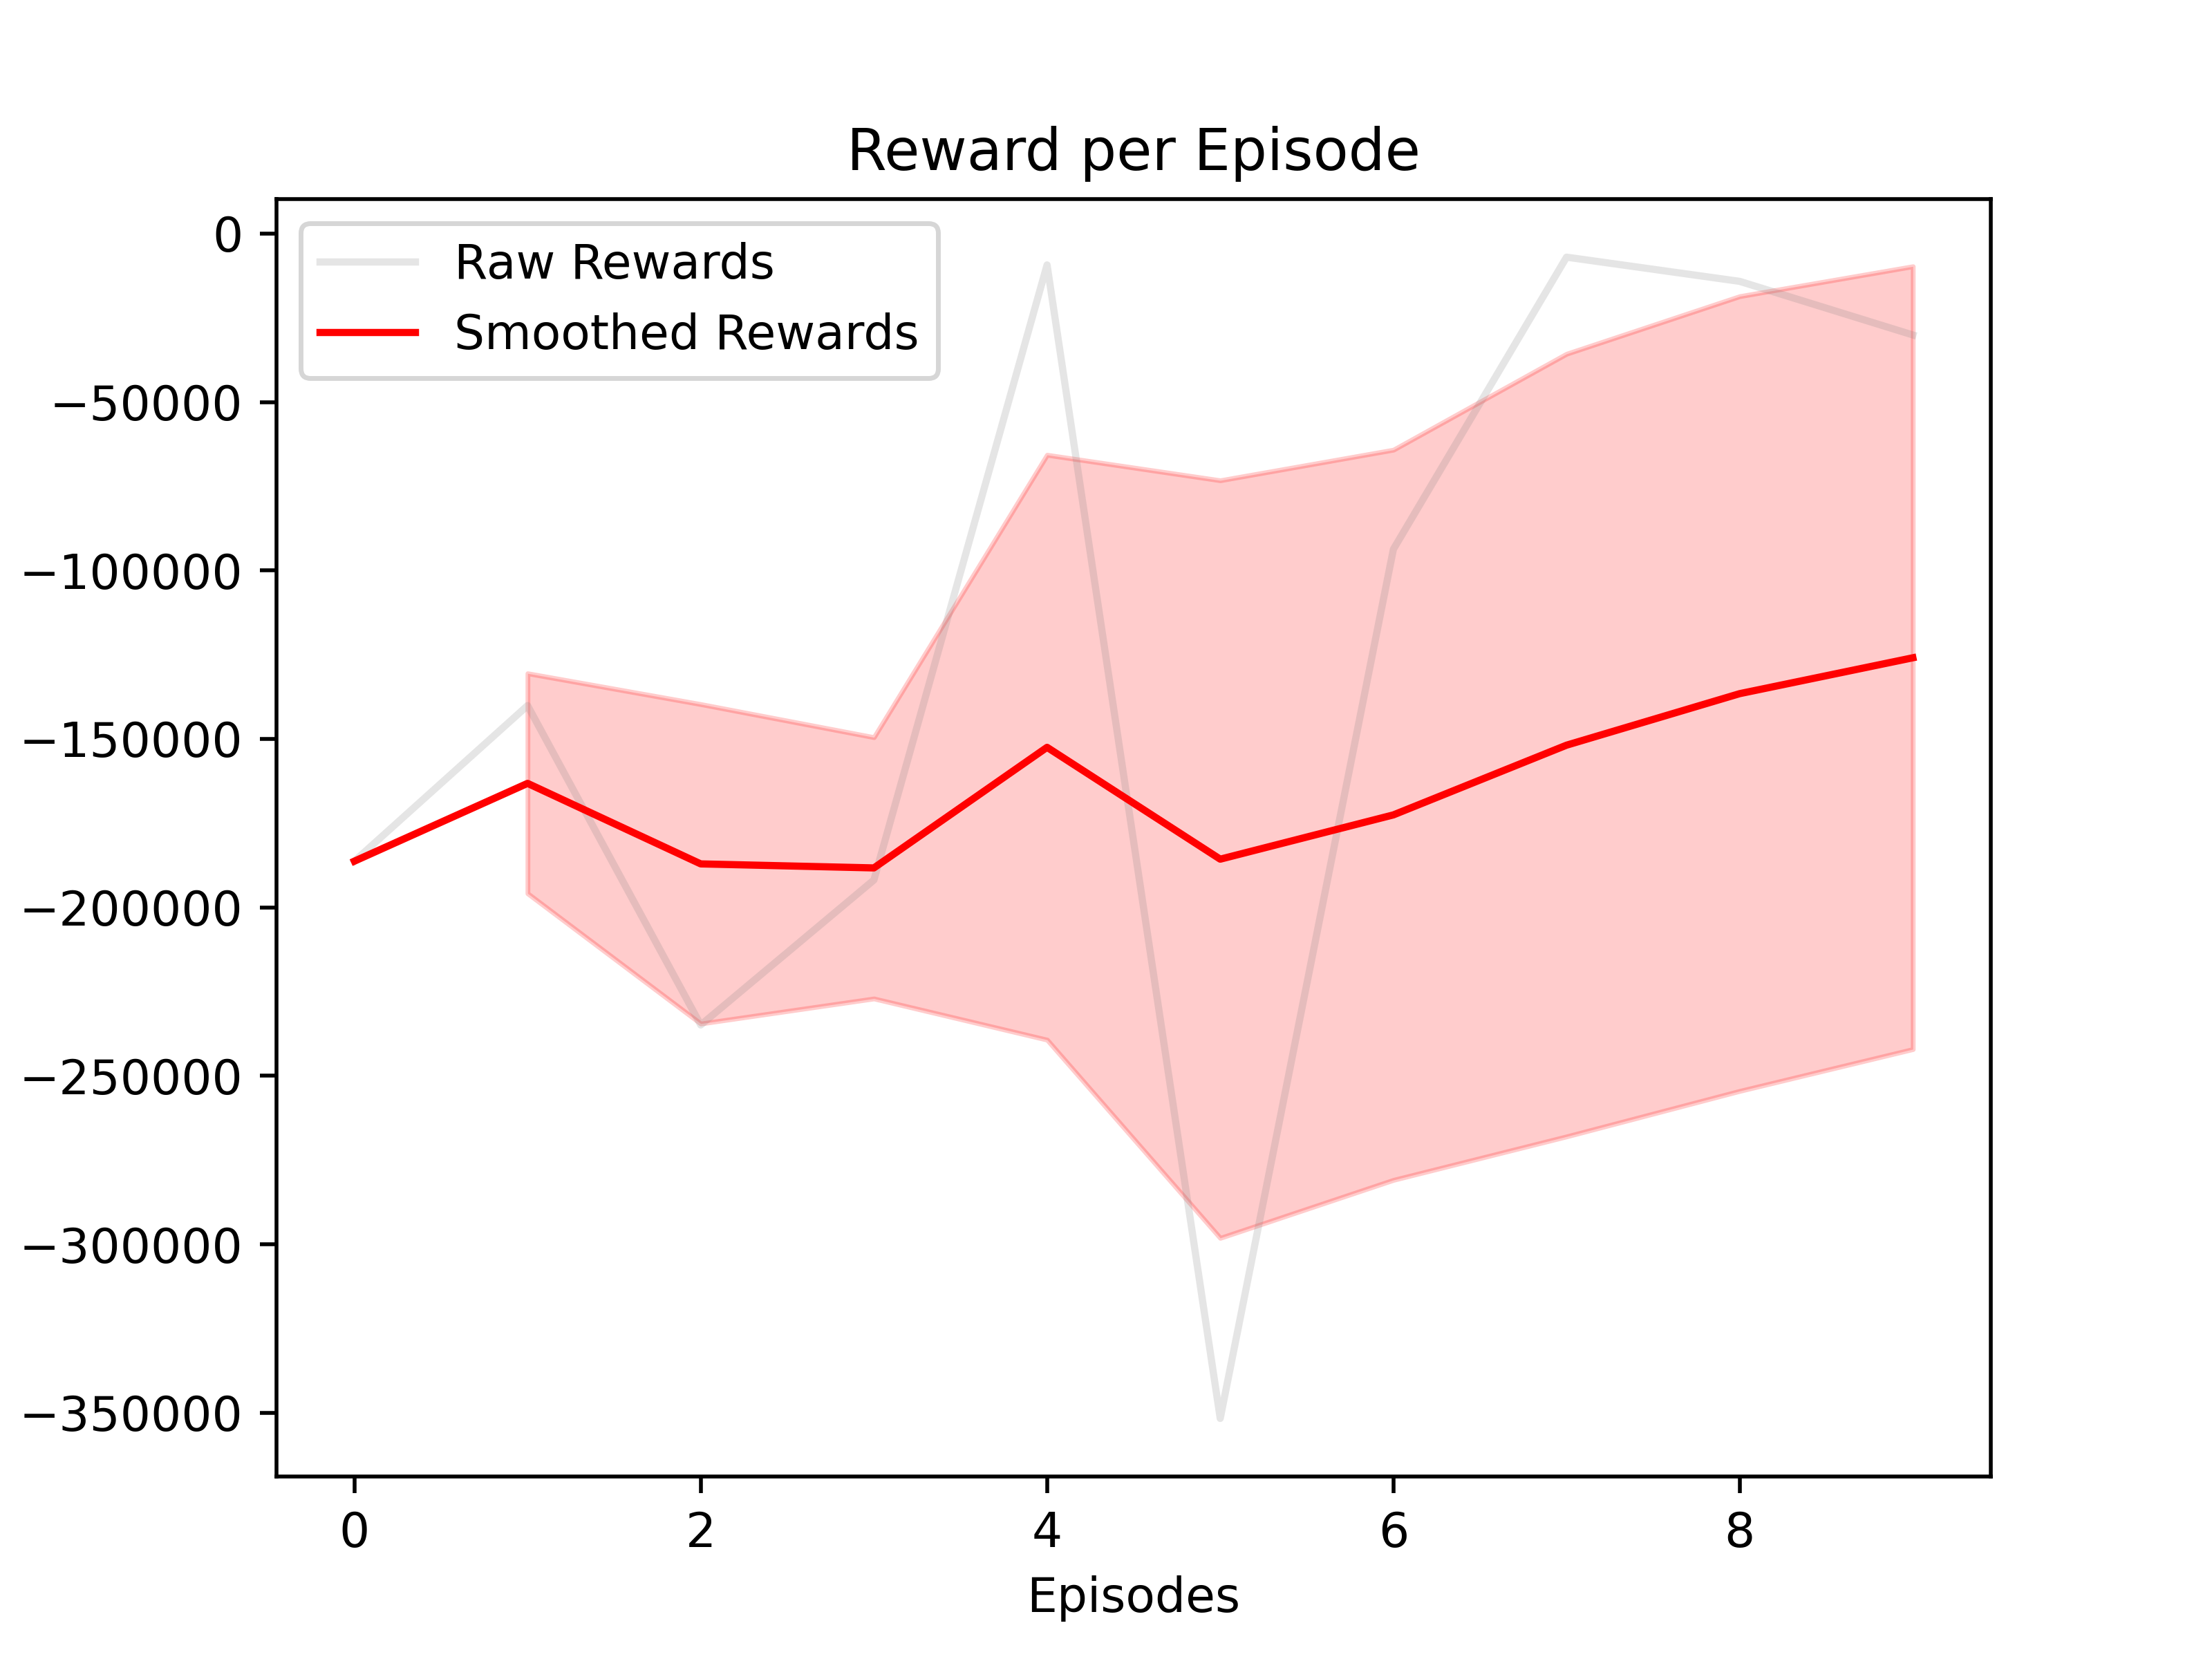 Reward per Episode
Raw Rewards
Smoothed Rewards
0
−50000
−100000
−150000
−200000
−250000
−300000
−350000
0 2 4 6 8
Episodes